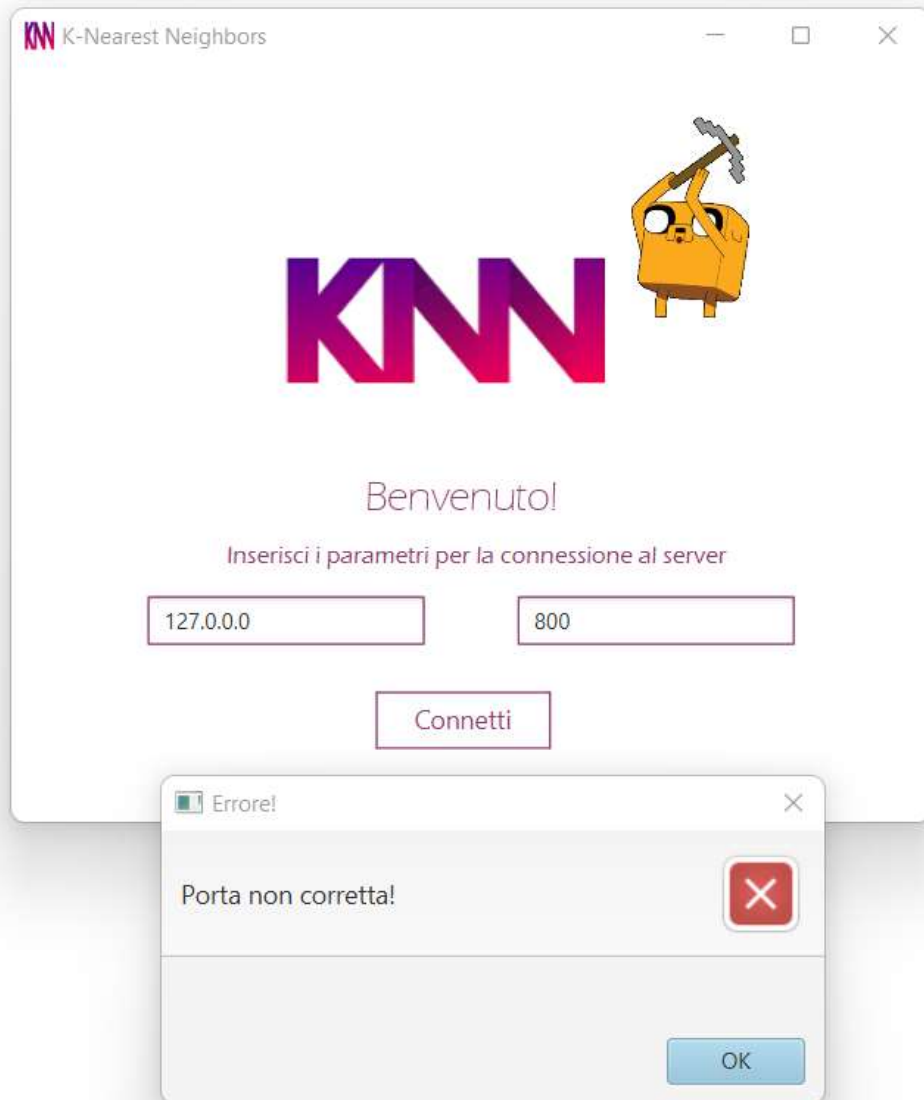 KNN K-Nearest Neighbors
KNN
Benvenuto!
Inserisci i parametri per la connessione al server
127.0.0.0 800
Connetti
Errore!
Porta non corretta!
OK